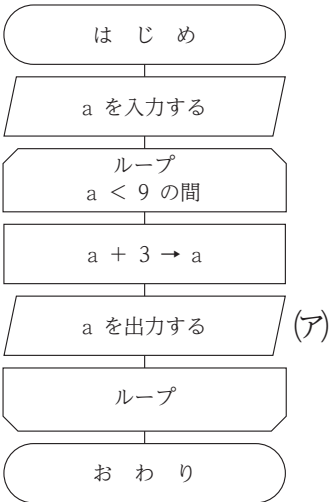 はじめ
a を入力する
ループ
a < 9 の間
a + 3 → a
a を出力する
(ア)
ループ
おわり